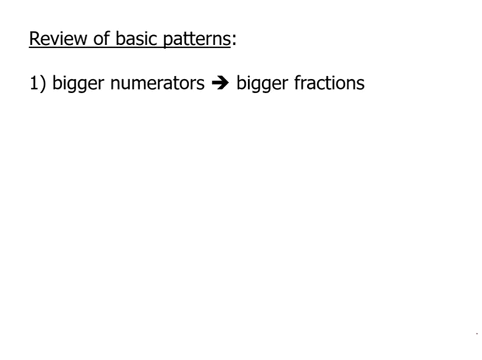 Review of basic patterns:
1) bigger numerators ➔ bigger fractions